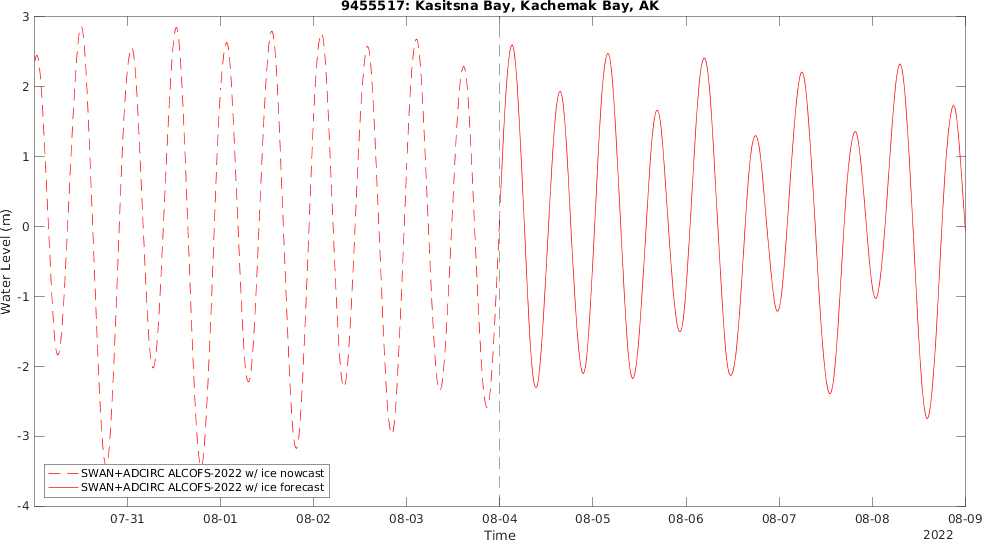 9455517: Kasitsna Bay, Kachemak Bay, AK
3
2
1
0
-1
-2
-3
-4
Water Level (m)
SWAN+ADCIRC ALCOFS-2022 w/ ice nowcast
SWAN+ADCIRC ALCOFS-2022 w/ ice forecast
07-31 08-01 08-02 08-03 08-04 08-05 08-06 08-07 08-08 08-09
Time
2022